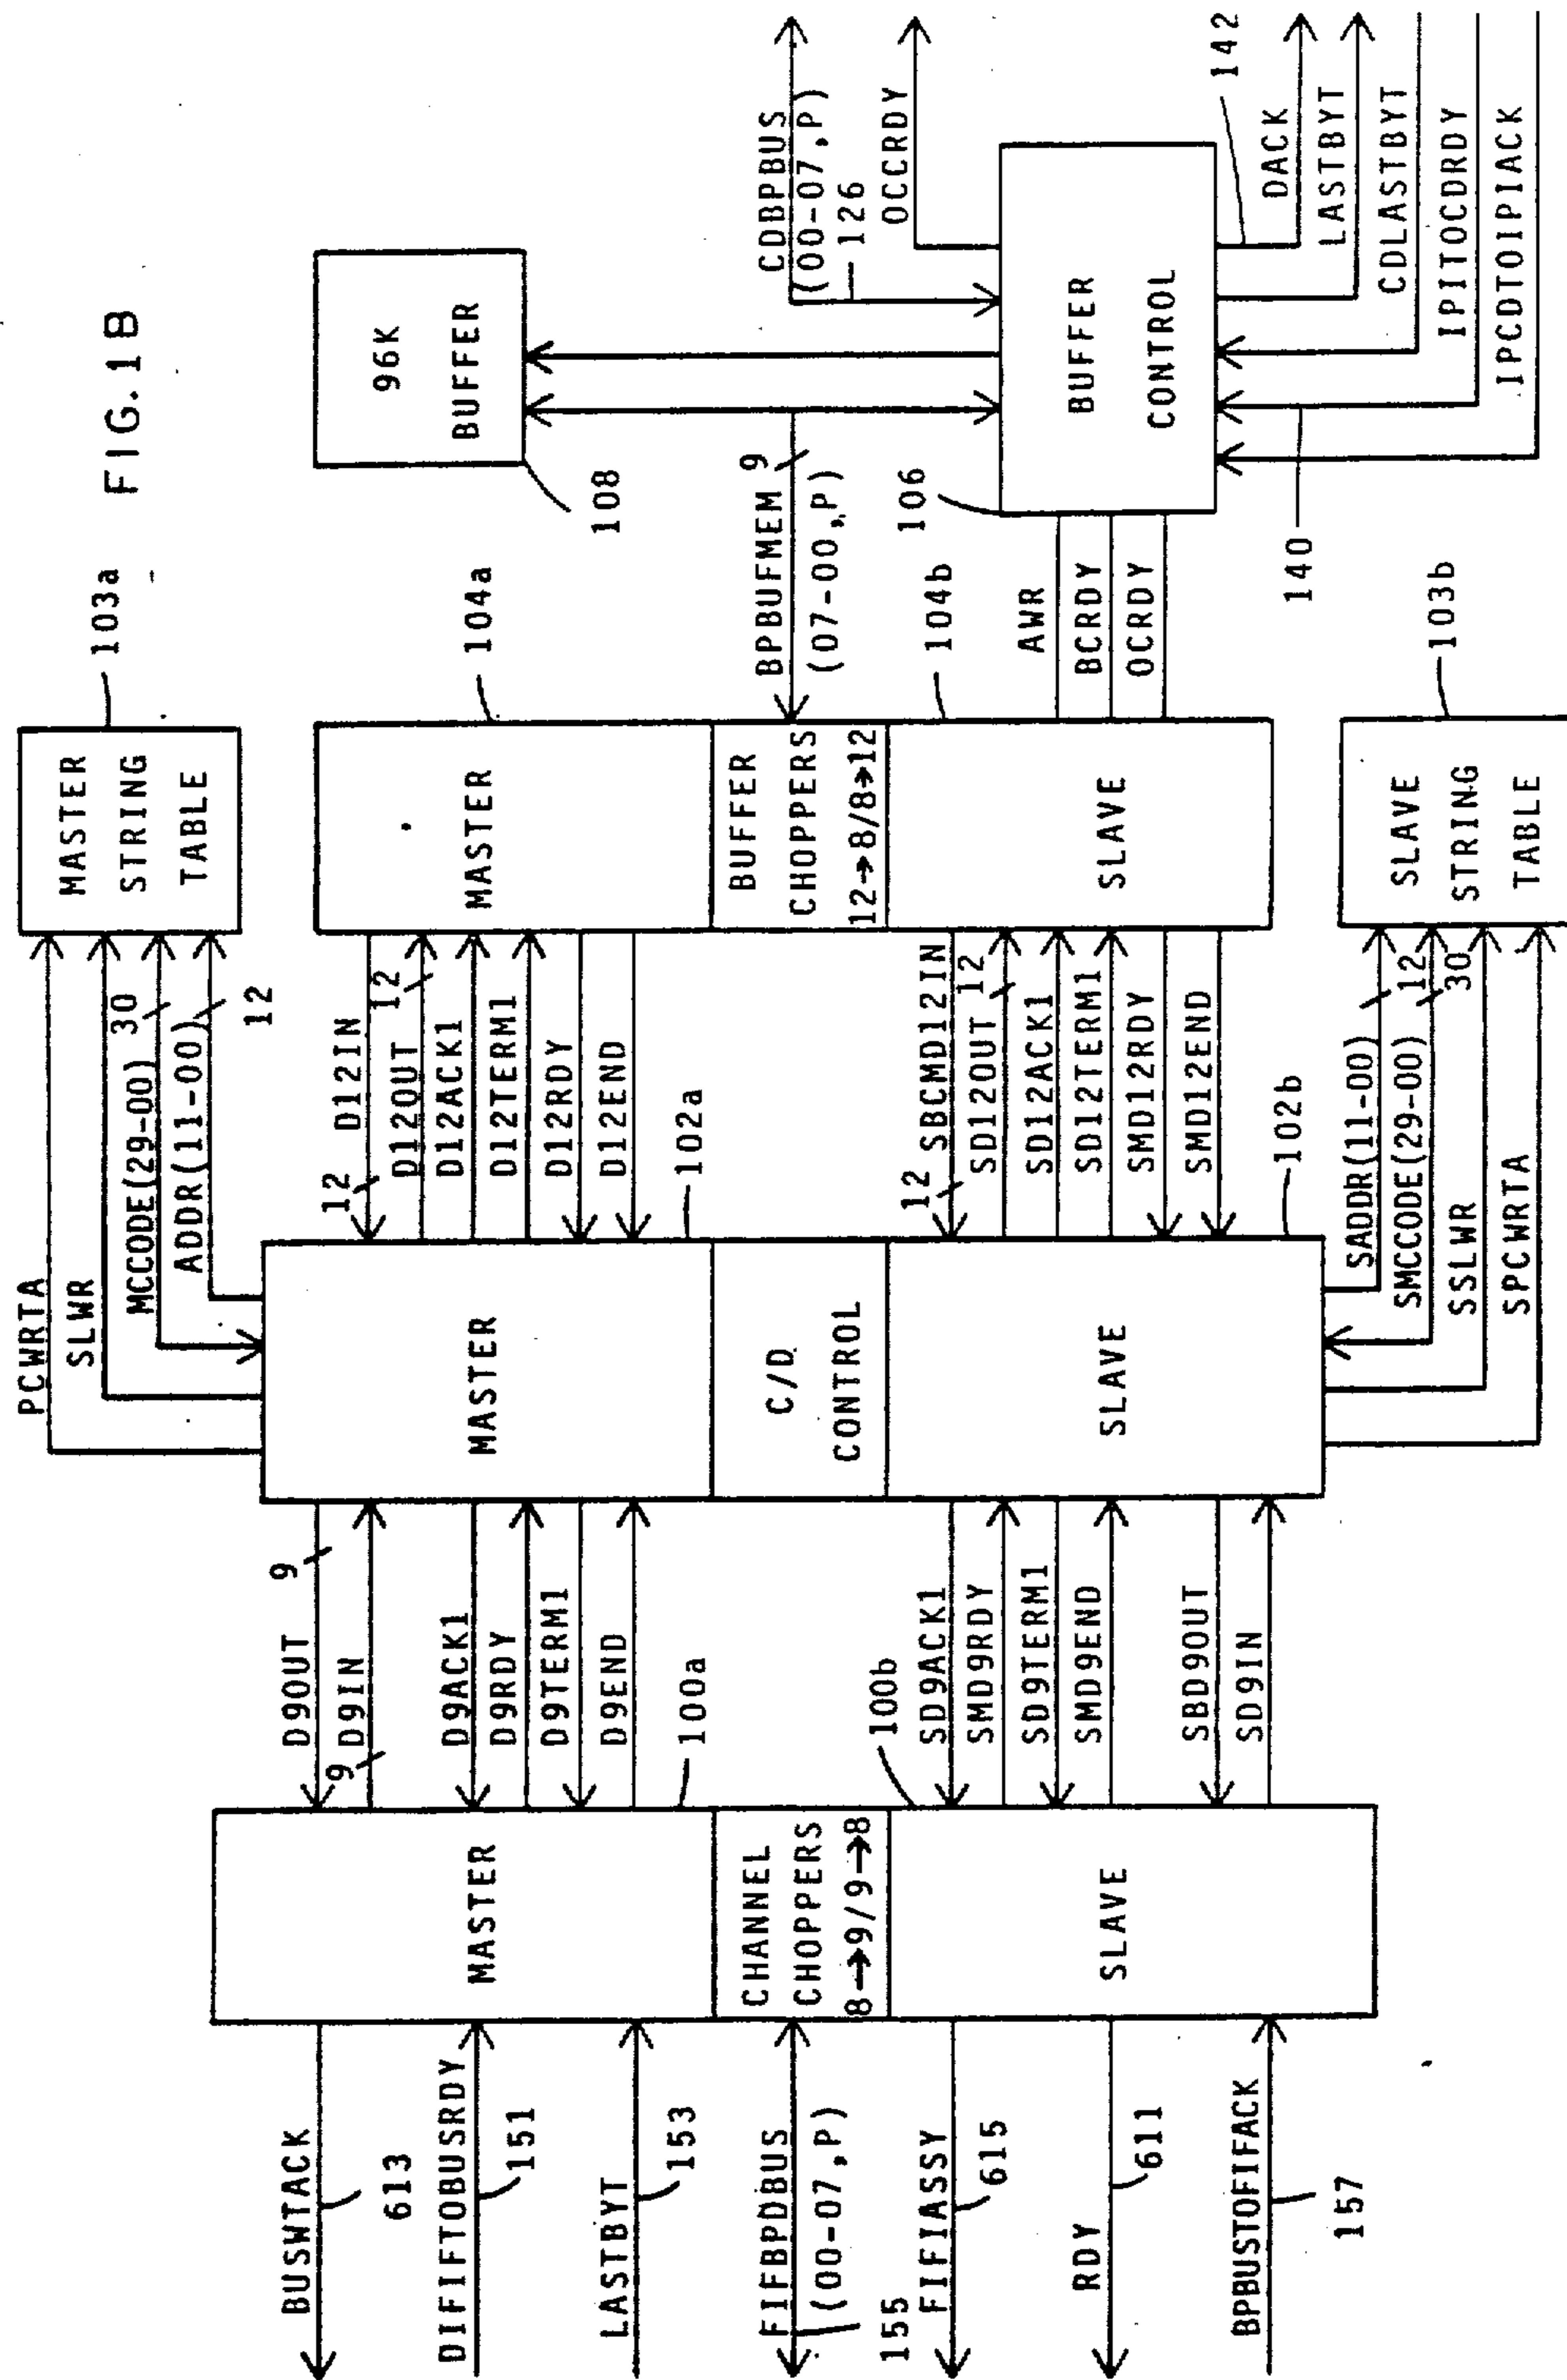 FIG.1B
103a
MASTER
STRING
TABLE
PCWRTA
SLWR
MCCODE(29-00)
30
ADDR(11-00)
12
104a
MASTER
BUFFER
CHOPPERS
12→8/8→12
SLAVE
104b
96K
BUFFER
108
BPBUFMEM
9
(07-00,P)
106
BUFFER
CONTROL
AWR
BCRDY
OCRDY
CDBPBUS
(00-07,P)
126
OCCRDY
142
DACK
LASTBYT
CDLASTBYT
IPITOCDRDY
IPCDTOIPIACK
140
D12IN
12
D12OUT
12
D12ACK1
D12TERM1
D12RDY
D12END
102a
SBCMD12IN
12
SD12OUT
12
SD12ACK1
SD12TERM1
SMD12RDY
SMD12END
102b
MASTER
C/D
CONTROL
SLAVE
SADDR(11-00)
12
SMCCODE(29-00)
30
SSLWR
SPCWRTA
103b
SLAVE
STRING
TABLE
D9OUT
9
D9IN
9
D9ACK1
D9RDY
D9TERM1
D9END
100a
100b
SD9ACK1
SMD9RDY
SD9TERM1
SMD9END
SBD9OUT
SD9IN
MASTER
CHANNEL
CHOPPERS
8→9/9→8
SLAVE
BUSWTACK
613
DIFIFTOBUSRDY
151
LASTBYT
153
FIFBPDBUS
(00-07,P)
155
FIFIASSY
615
RDY
611
BPBUSTOFIFACK
157